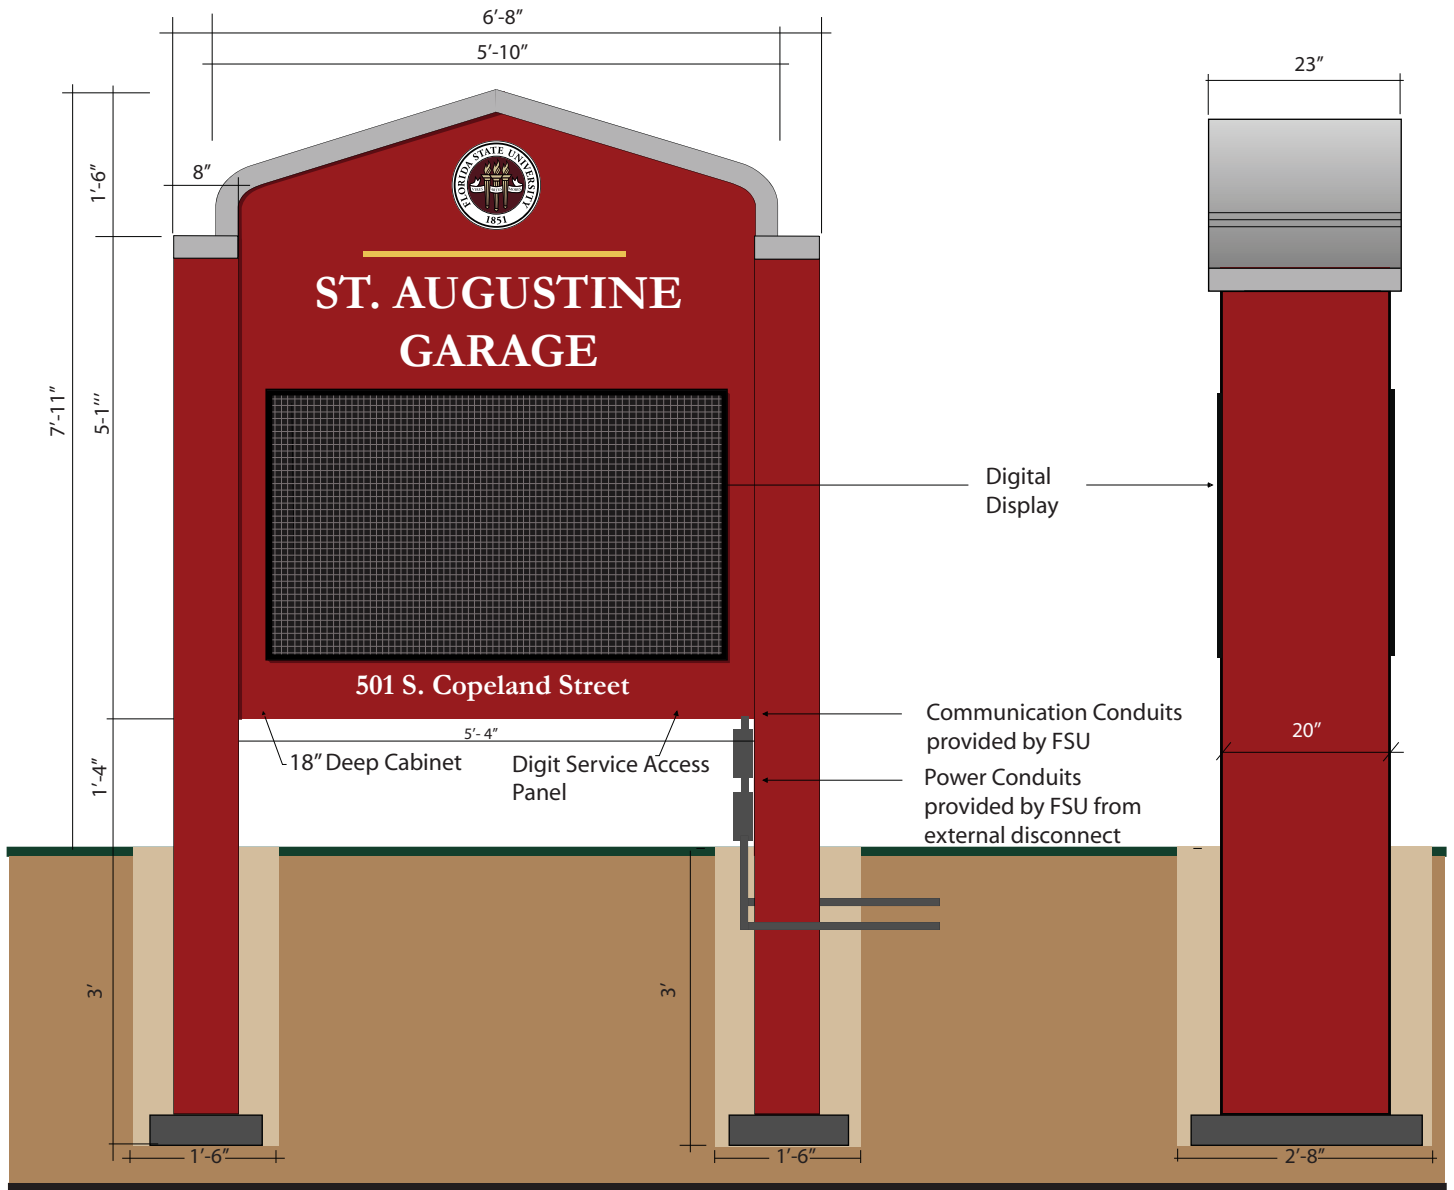 6’-8”
5’-10”
23”
8”
1’-6”
FLORIDA STATE UNIVERSITY
1851
ST. AUGUSTINE
GARAGE
7’-11”
5-1’’’
Digital
Display
501 S. Copeland Street
5’- 4”
18” Deep Cabinet
Digit Service Access
Panel
Communication Conduits
provided by FSU
Power Conduits
provided by FSU from
external disconnect
20”
1’-4”
3’
3’
1’-6”
1’-6”
2’-8”